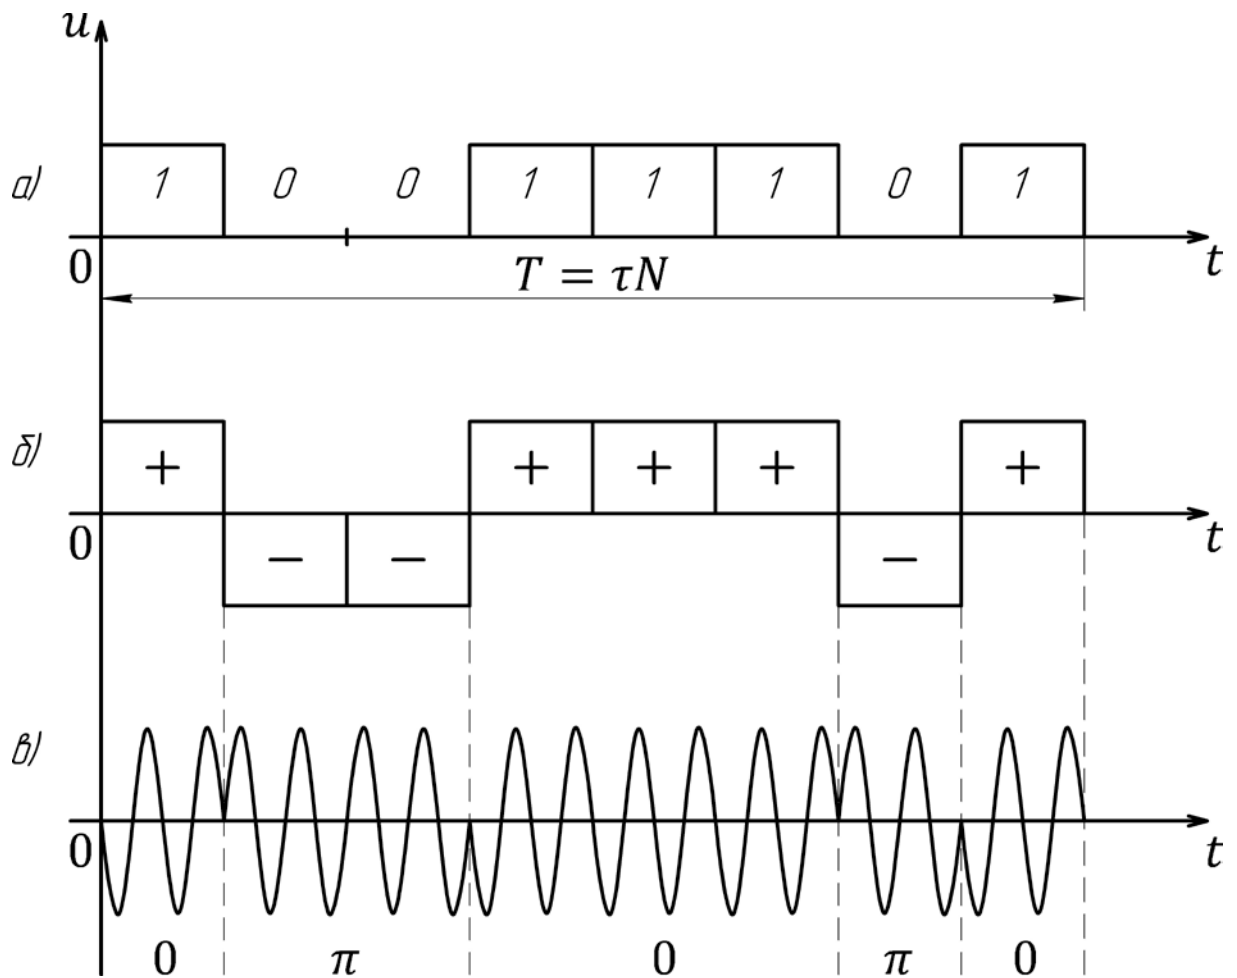 u
а) 1 0 0 1 1 1 0 1
0 t
T = τN
б) + + + + +
0 t
− − −
в)
0 t
0 π 0 π 0